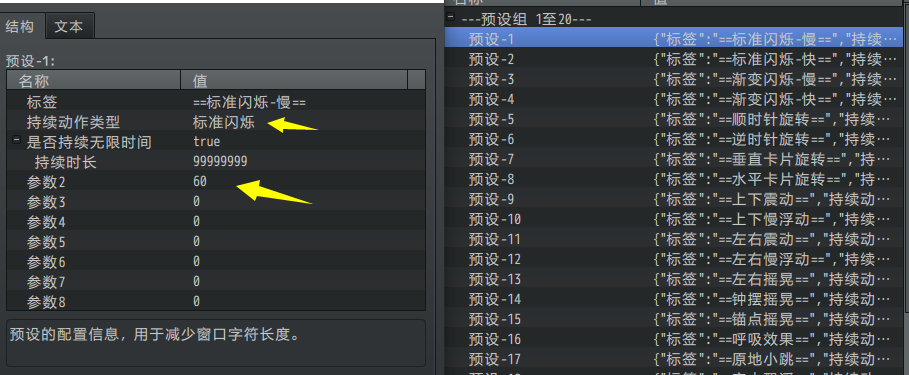 结构 文本
预设-1:
名称 值
标签 ==标准闪烁-慢==
持续动作类型 标准闪烁
是否持续无限时间 true
持续时长 99999999
参数2 60
参数3 0
参数4 0
参数5 0
参数6 0
参数7 0
参数8 0
预设的配置信息，用于减少窗口字符长度。
---预设组 1至20---
预设-1 {"标签":"==标准闪烁-慢==","持续…
预设-2 {"标签":"==标准闪烁-快==","持续…
预设-3 {"标签":"==渐变闪烁-慢==","持续…
预设-4 {"标签":"==渐变闪烁-快==","持续…
预设-5 {"标签":"==顺时针旋转==","持续动…
预设-6 {"标签":"==逆时针旋转==","持续动…
预设-7 {"标签":"==垂直卡片旋转==","持续…
预设-8 {"标签":"==水平卡片旋转==","持续…
预设-9 {"标签":"==上下震动==","持续动…
预设-10 {"标签":"==上下慢浮动==","持续动…
预设-11 {"标签":"==左右震动==","持续动…
预设-12 {"标签":"==左右慢浮动==","持续动…
预设-13 {"标签":"==左右摇晃==","持续动…
预设-14 {"标签":"==钟摆摇晃==","持续动…
预设-15 {"标签":"==锚点摇晃==","持续动…
预设-16 {"标签":"==呼吸效果==","持续动…
预设-17 {"标签":"==原地小跳==","持续动…